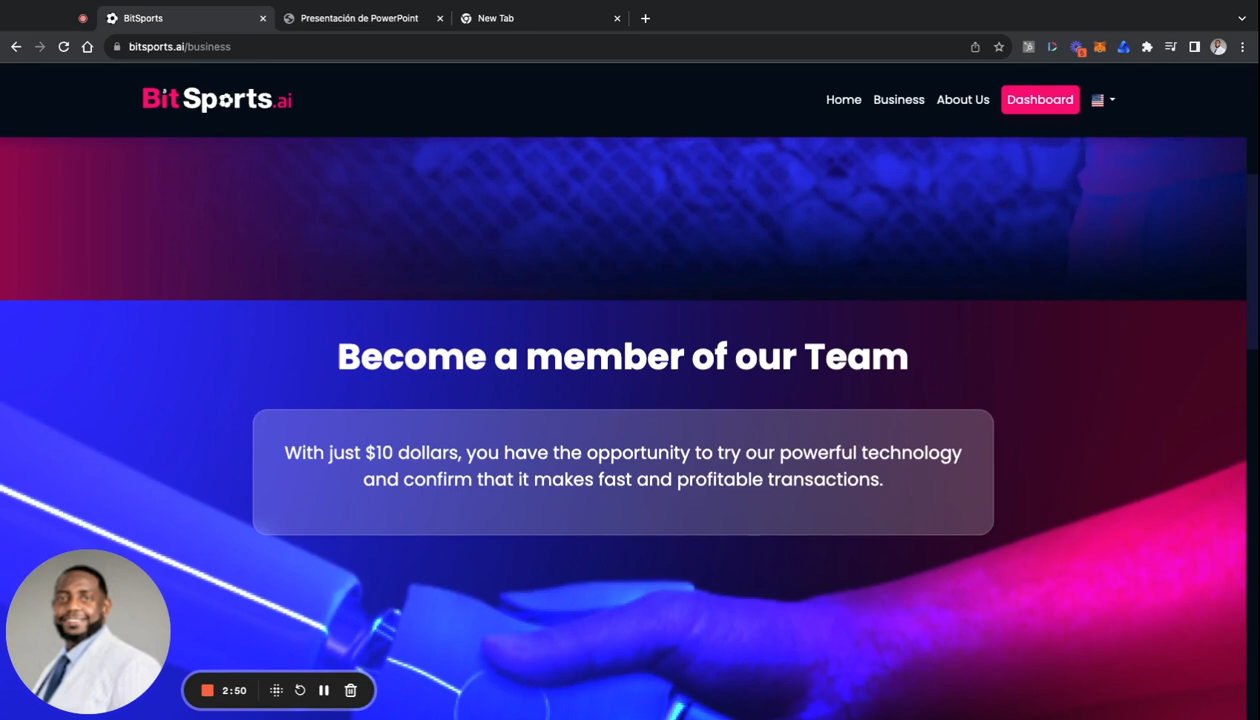 BitSports
Presentación de PowerPoint
New Tab
bitsports.ai/business
5
BitSports.ai
Home
Business
About Us
Dashboard
Become a member of our Team
With just $10 dollars, you have the opportunity to try our powerful technology
and confirm that it makes fast and profitable transactions.
2:50